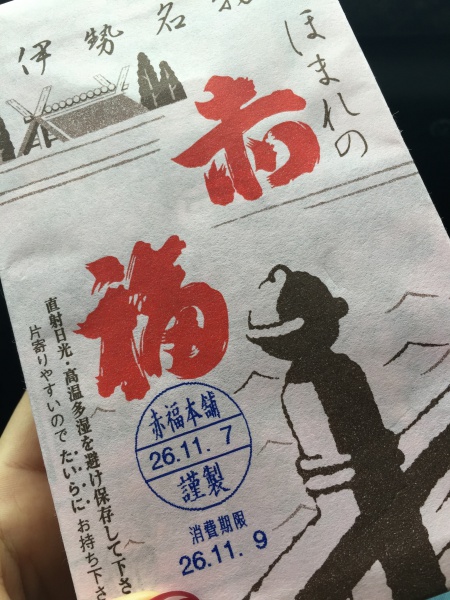 伊勢名物
ほまれの
赤福
直射日光・高温多湿を避け保存して下さ
片寄りやすいので たいらに お持ち下さ
赤福本舗
26.11. 7
謹製
消費期限
26.11. 9